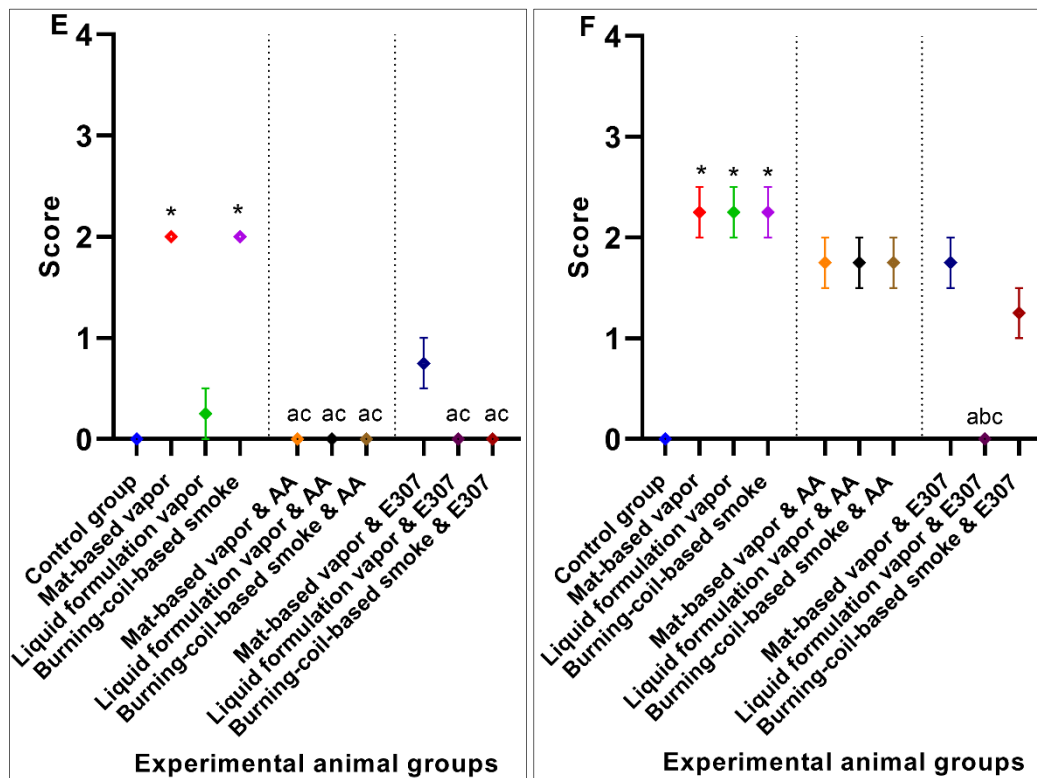 E
4
3
2
1
0
Score
*
*
ac
ac
ac
ac
ac
Control group
Mat-based vapor
Liquid formulation vapor
Burning-coil-based smoke
Mat-based vapor & AA
Liquid formulation vapor & AA
Burning-coil-based smoke & AA
Mat-based vapor & E307
Liquid formulation vapor & E307
Burning-coil-based smoke & E307
Experimental animal groups
F
4
3
2
1
0
Score
*
*
*
abc
Control group
Mat-based vapor
Liquid formulation vapor
Burning-coil-based smoke
Mat-based vapor & AA
Liquid formulation vapor & AA
Burning-coil-based smoke & AA
Mat-based vapor & E307
Liquid formulation vapor & E307
Burning-coil-based smoke & E307
Experimental animal groups